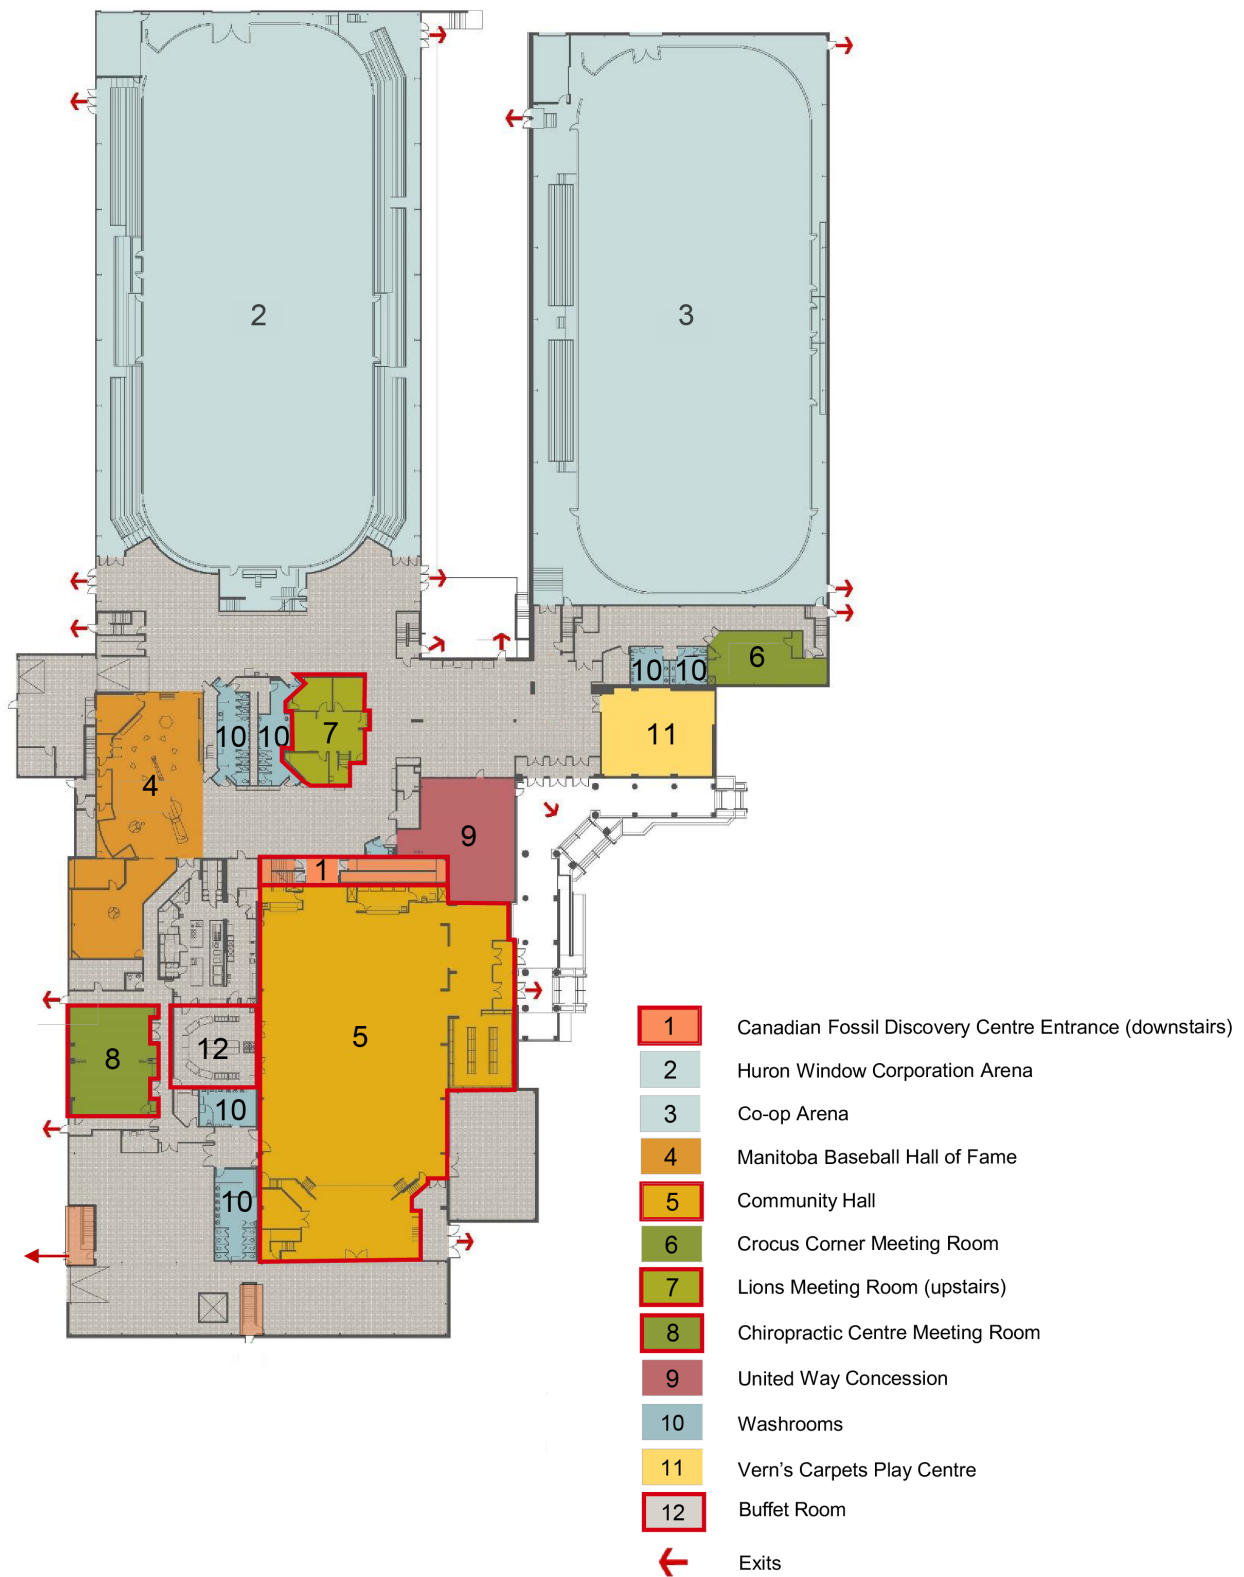 2
3
10
10
6
10
10
7
11
4
9
1
5
12
8
10
10
1 Canadian Fossil Discovery Centre Entrance (downstairs)
2 Huron Window Corporation Arena
3 Co-op Arena
4 Manitoba Baseball Hall of Fame
5 Community Hall
6 Crocus Corner Meeting Room
7 Lions Meeting Room (upstairs)
8 Chiropractic Centre Meeting Room
9 United Way Concession
10 Washrooms
11 Vern’s Carpets Play Centre
12 Buffet Room
Exits